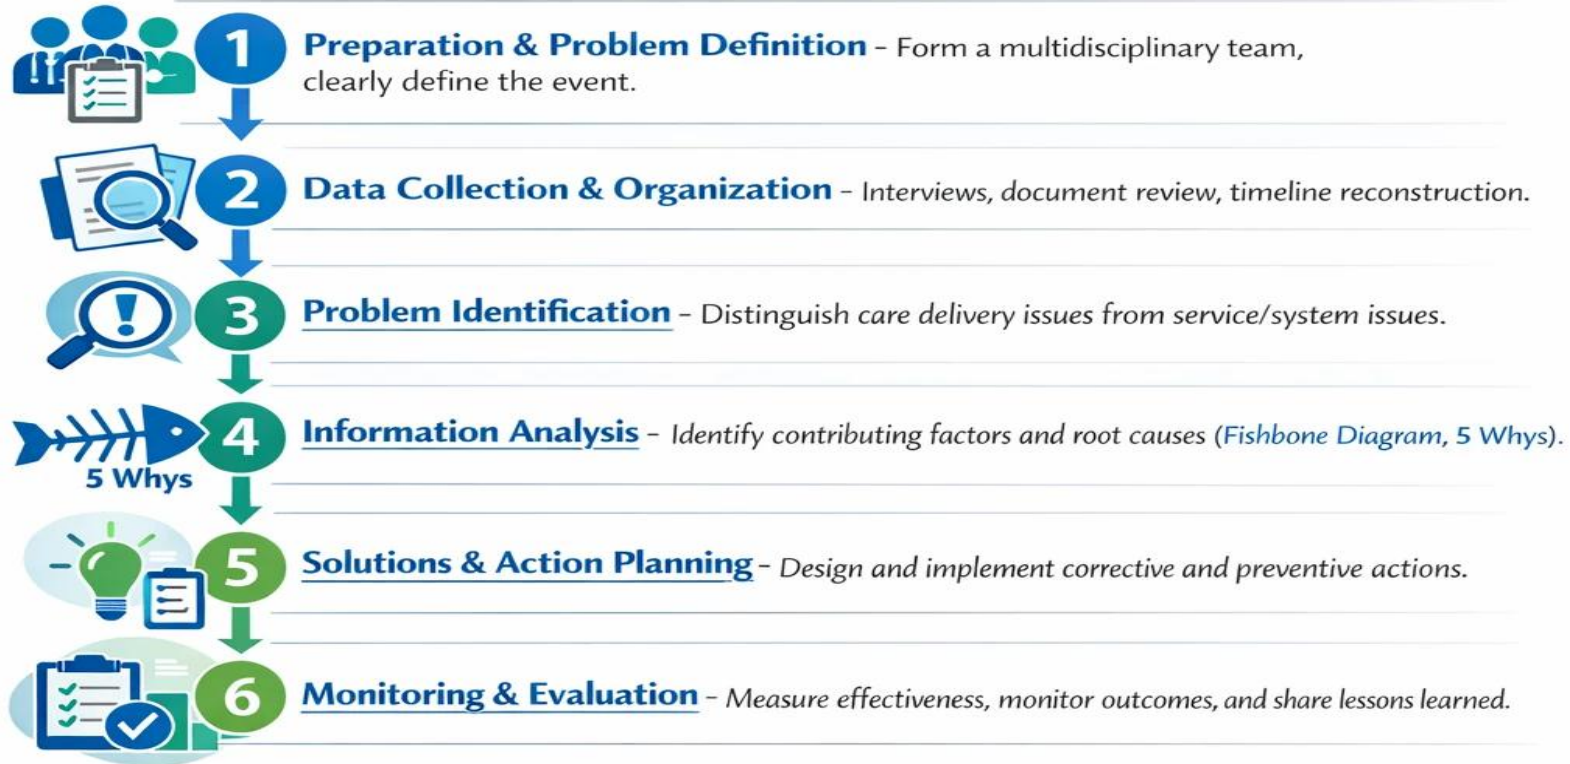 1 Preparation & Problem Definition – Form a multidisciplinary team,
clearly define the event.
2 Data Collection & Organization – Interviews, document review, timeline reconstruction.
3 Problem Identification – Distinguish care delivery issues from service/system issues.
4 Information Analysis – Identify contributing factors and root causes (Fishbone Diagram, 5 Whys).
5 Whys
5 Solutions & Action Planning – Design and implement corrective and preventive actions.
6 Monitoring & Evaluation – Measure effectiveness, monitor outcomes, and share lessons learned.